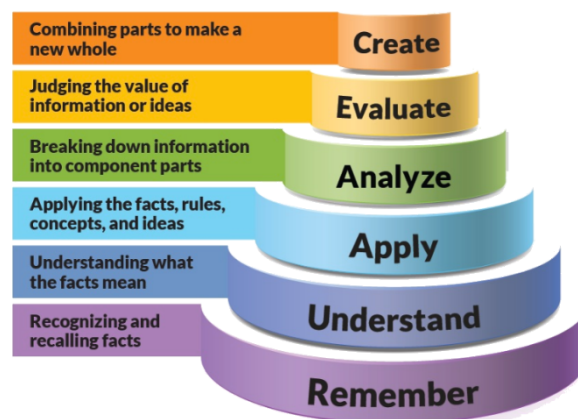 Combining parts to make a
new whole
Create
Judging the value of
information or ideas
Evaluate
Breaking down information
into component parts
Analyze
Applying the facts, rules,
concepts, and ideas
Apply
Understanding what
the facts mean
Understand
Recognizing and
recalling facts
Remember